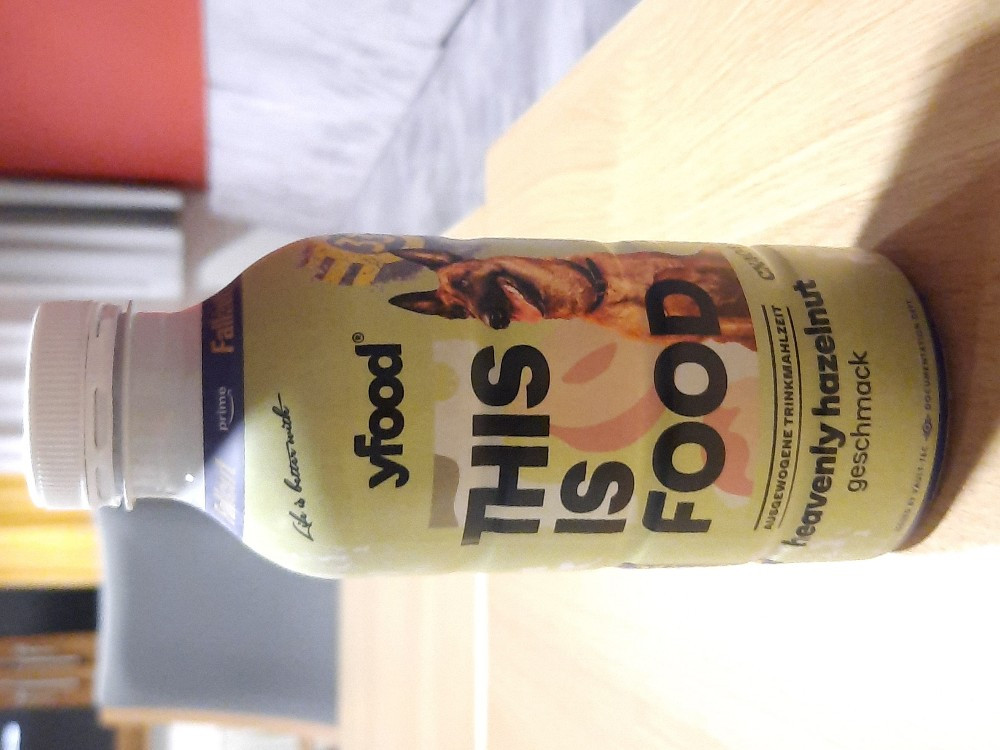 prime
Life is better with
yfood®
THIS
IS
FOOD
AUSGEWOGENE TRINKMAHLZEIT
heavenly hazelnut
geschmack